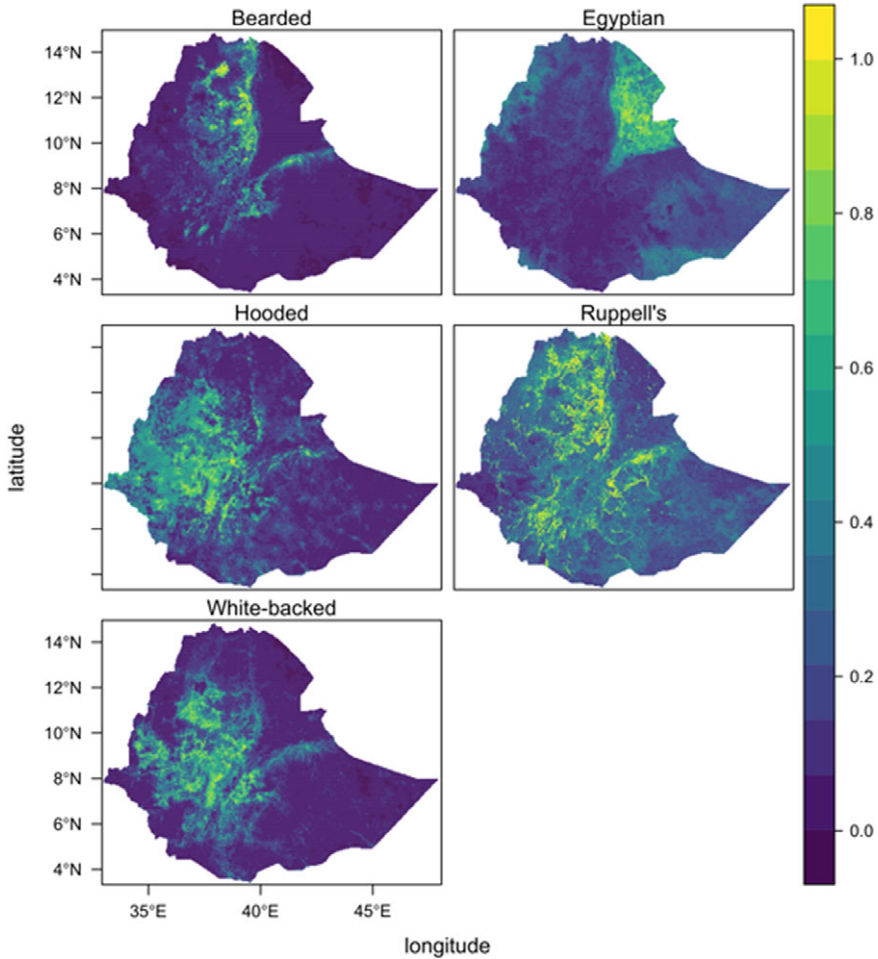 Bearded
Egyptian
14°N
12°N
10°N
8°N
6°N
4°N
Hooded
Ruppell's
White-backed
14°N
12°N
10°N
8°N
6°N
4°N
35°E
40°E
45°E
latitude
longitude
1.0
0.8
0.6
0.4
0.2
0.0